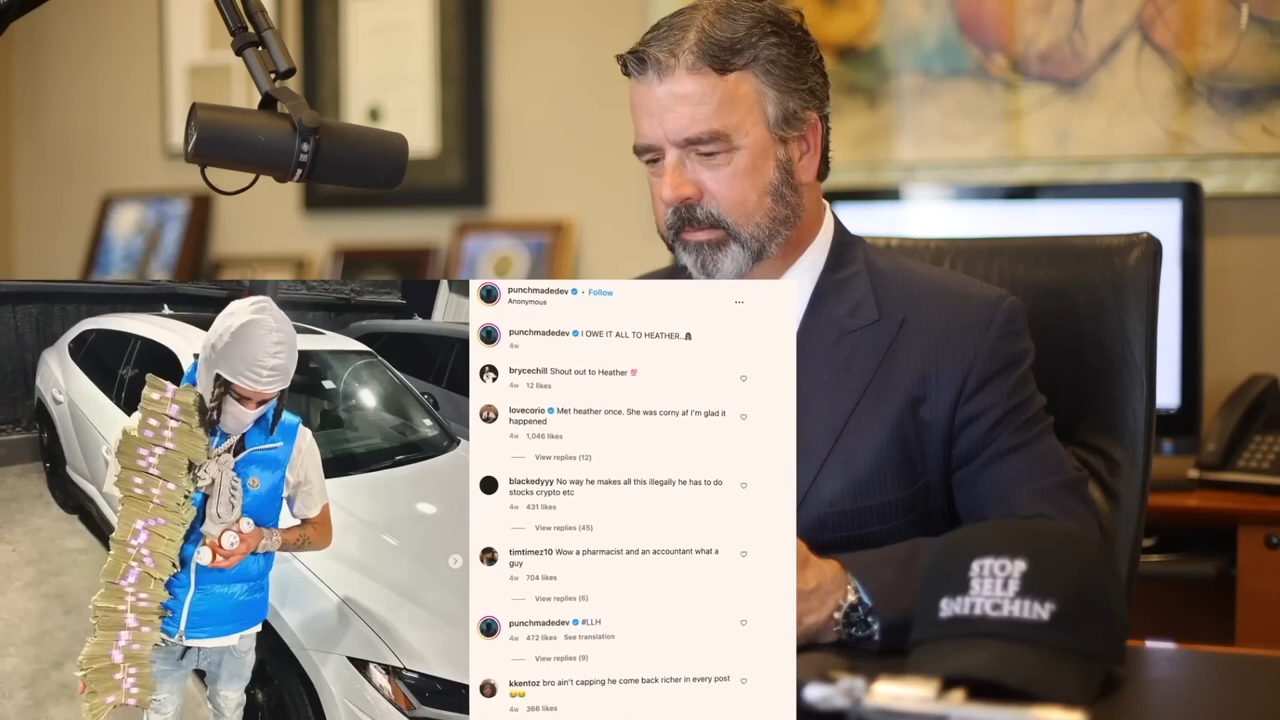 punchmadedev • Follow
Anonymous
punchmadedev I OWE IT ALL TO HEATHER..🪦
4w
brycechill Shout out to Heather 💯
4w 12 likes
lovecorio Met heather once. She was corny af I'm glad it
happened
4w 1,046 likes
View replies (12)
blackedyyy No way he makes all this illegally he has to do
stocks crypto etc
4w 431 likes
View replies (45)
timtimez10 Wow a pharmacist and an accountant what a
guy
4w 704 likes
View replies (6)
punchmadedev #LLH
4w 472 likes See translation
View replies (9)
kkentoz bro ain't capping he come back richer in every post
😂😂
4w 366 likes
STOP
SELF
SNITCHIN'